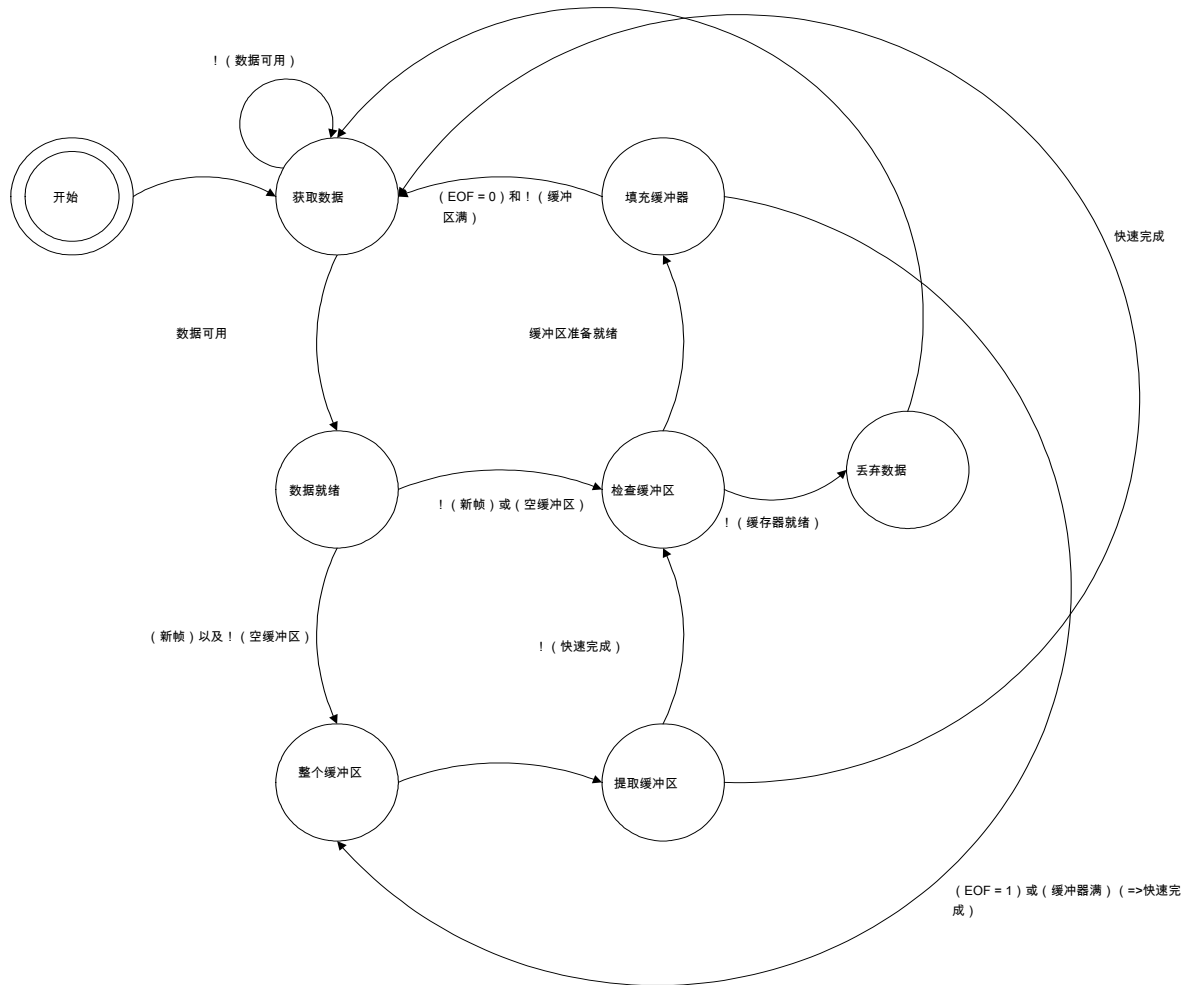 ！（数据可用）
开始
获取数据
（EOF = 0）和！（缓冲
区满）
填充缓冲器
快速完成
数据可用
缓冲区准备就绪
数据就绪
！（新帧）或（空缓冲区）
检查缓冲区
！（缓存器就绪）
丢弃数据
（新帧）以及！（空缓冲区）
！（快速完成）
整个缓冲区
提取缓冲区
（EOF = 1）或（缓冲器满）（=>快速完
成）